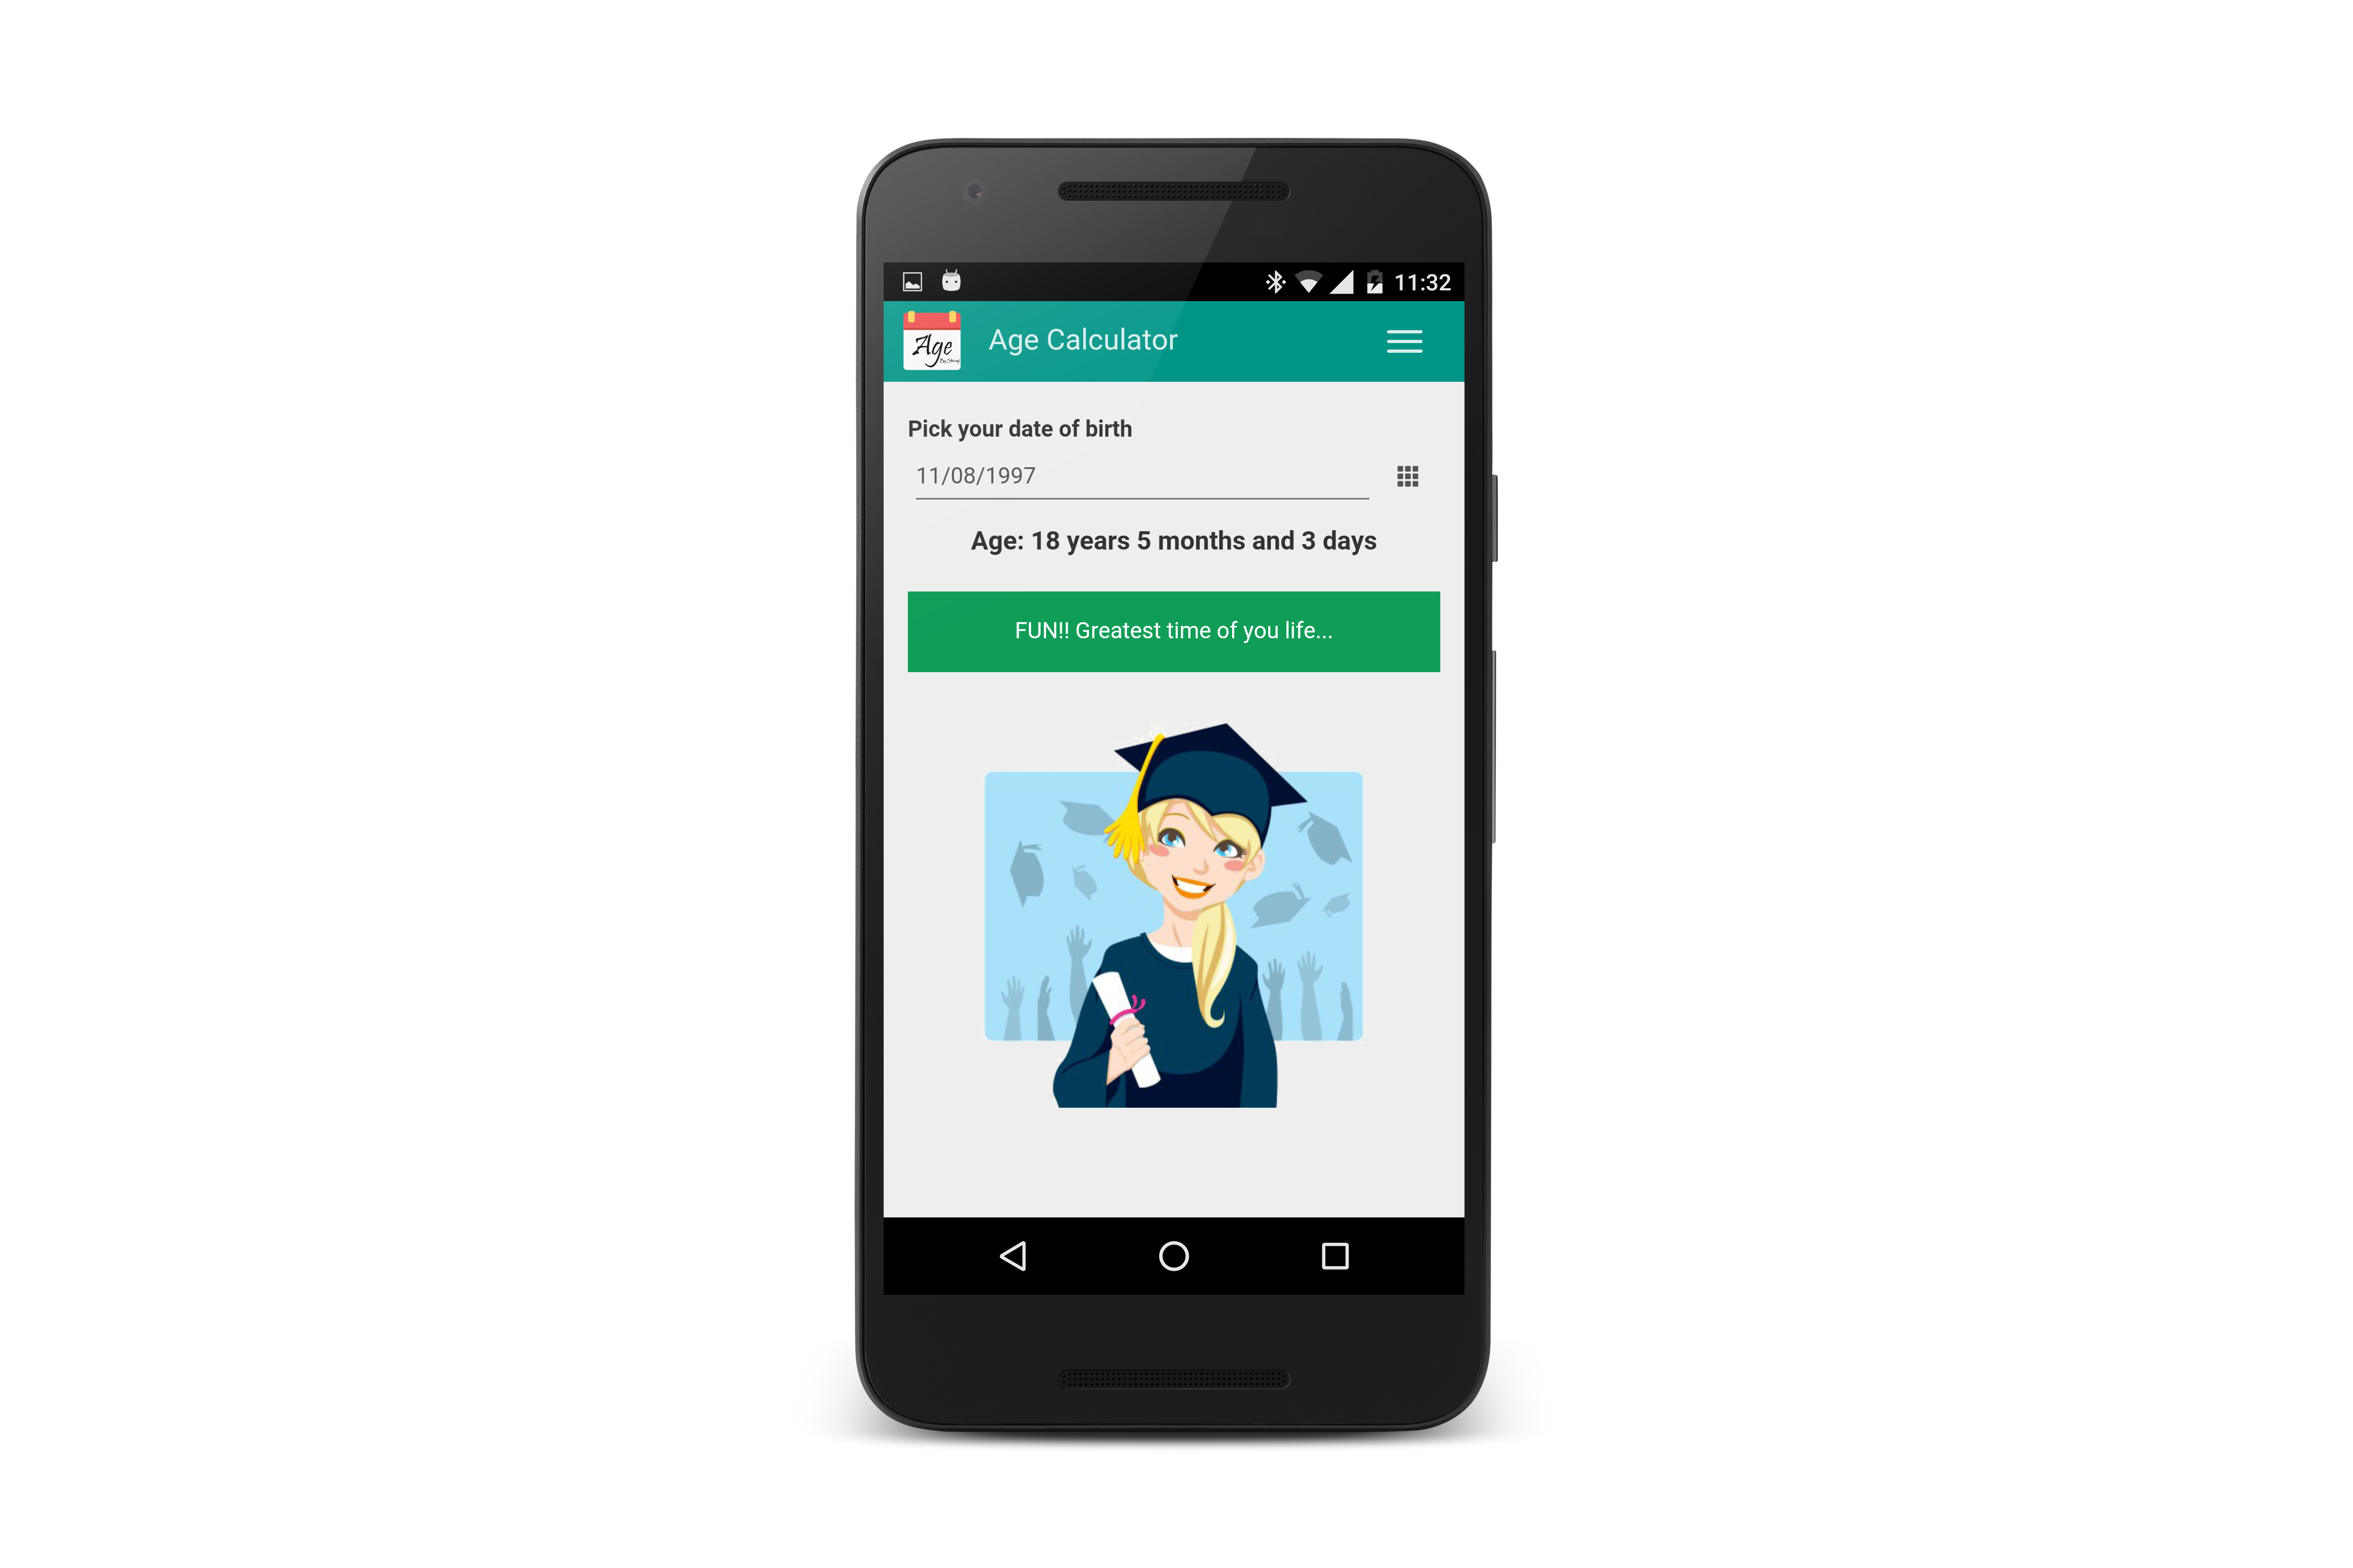 11:32
Age
Age Calculator
Pick your date of birth
11/08/1997
Age: 18 years 5 months and 3 days
FUN!! Greatest time of you life...